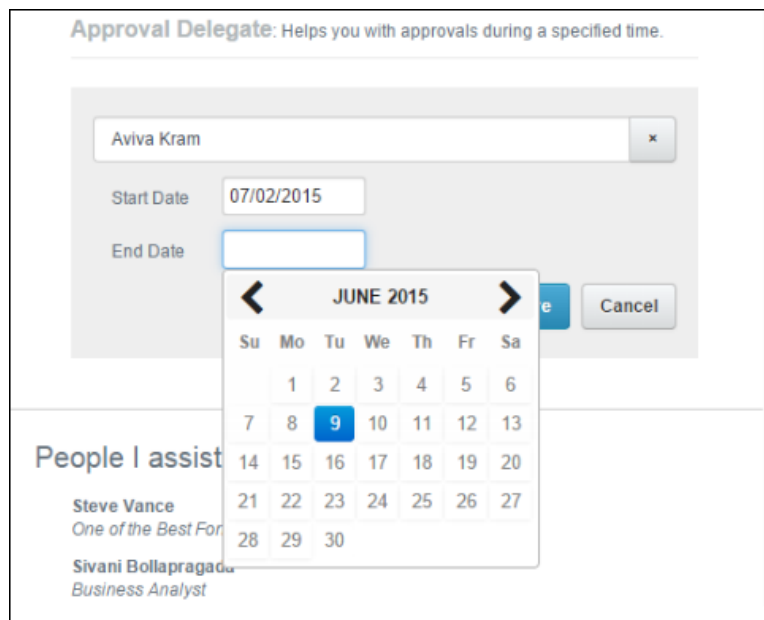 Approval Delegate: Helps you with approvals during a specified time.
Aviva Kram
×
Start Date 07/02/2015
End Date
JUNE 2015
e Cancel
Su Mo Tu We Th Fr Sa
1 2 3 4 5 6
7 8 9 10 11 12 13
14 15 16 17 18 19 20
21 22 23 24 25 26 27
28 29 30
People I assist
Steve Vance
One of the Best For
Sivani Bollapragada
Business Analyst